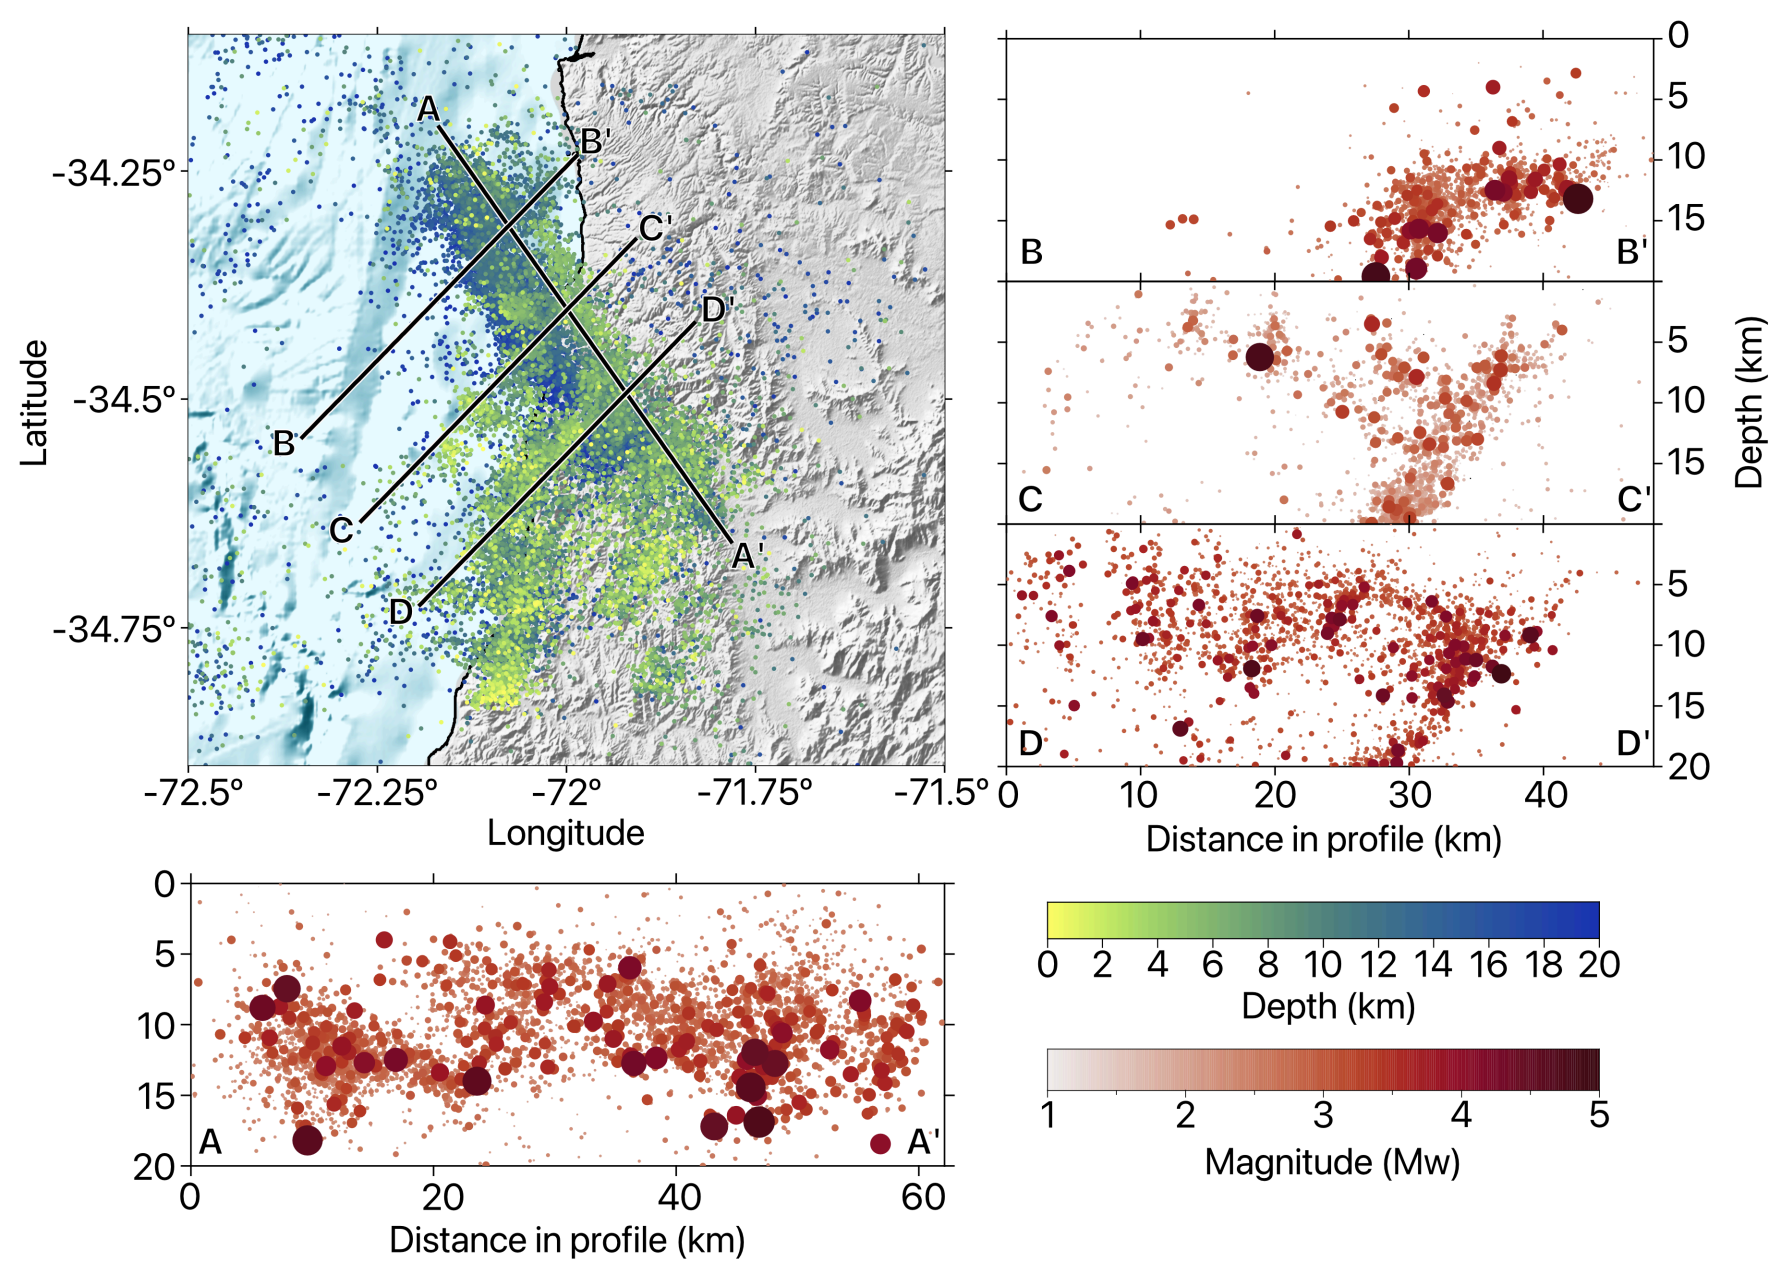 A
B'
C'
D'
B
C
D
A'
-34.25°
-34.5°
-34.75°
Latitude
-72.5° -72.25° -72° -71.75° -71.5°
Longitude
0
5
10
15
B B'
5
10
15
C C'
5
10
15
20
D D'
Depth (km)
0 10 20 30 40
Distance in profile (km)
0
5
10
15
20
A A'
0 20 40 60
Distance in profile (km)
0 2 4 6 8 10 12 14 16 18 20
Depth (km)
1 2 3 4 5
Magnitude (Mw)